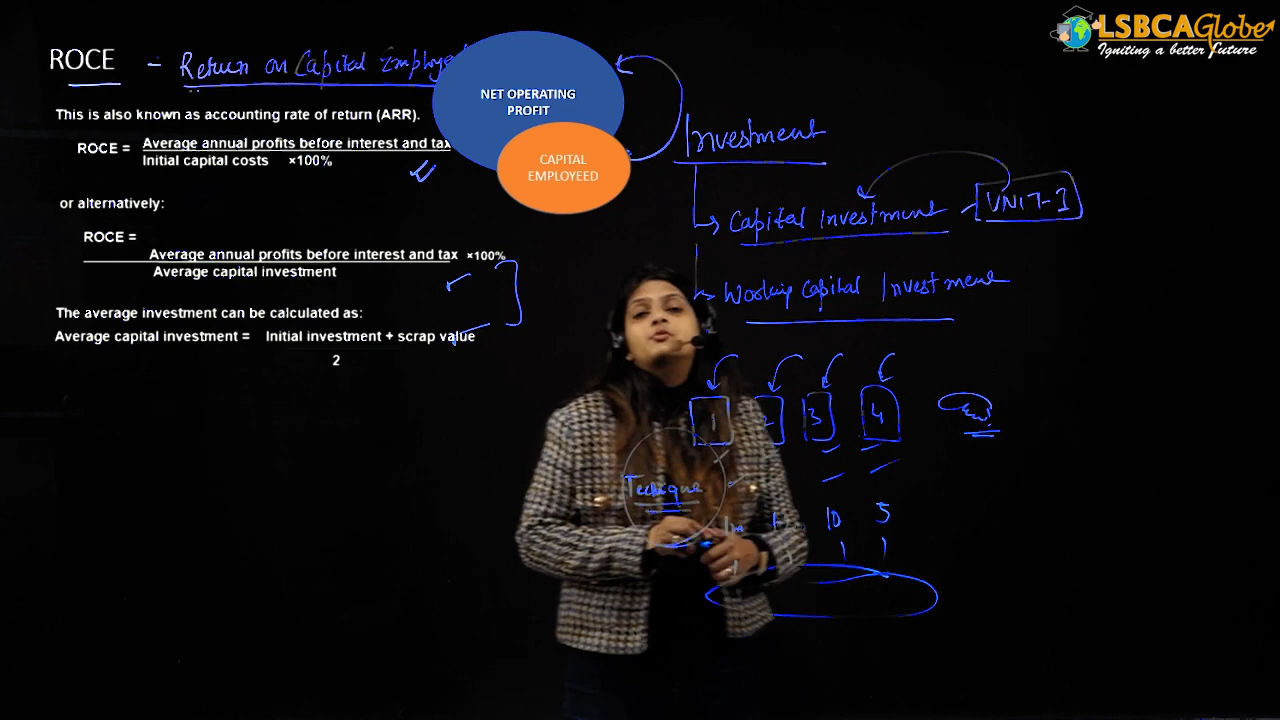 LSBCAGlobe
Igniting a better Future
ROCE - Return on Capital Employe
This is also known as accounting rate of return (ARR).
ROCE = Average annual profits before interest and tax
Initial capital costs ×100%
or alternatively:
ROCE =
Average annual profits before interest and tax ×100%
Average capital investment
The average investment can be calculated as:
Average capital investment = Initial investment + scrap value
2
NET OPERATING
PROFIT
CAPITAL
EMPLOYEED
Investment
Capital Investment - UNIT-I
Working Capital Investment
1 2 3 4
Technique
10 5